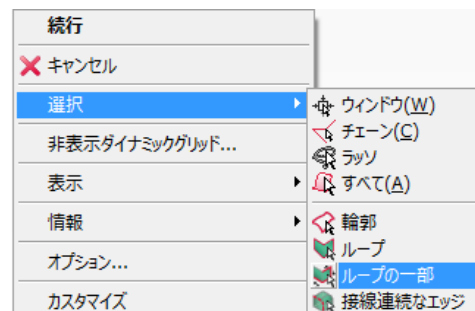 続行
キャンセル
選択
非表示ダイナミックグリッド...
表示
情報
オプション...
カスタマイズ
ウィンドウ(W)
チェーン(C)
ラッソ
すべて(A)
輪郭
ループ
ループの一部
接線連続なエッジ